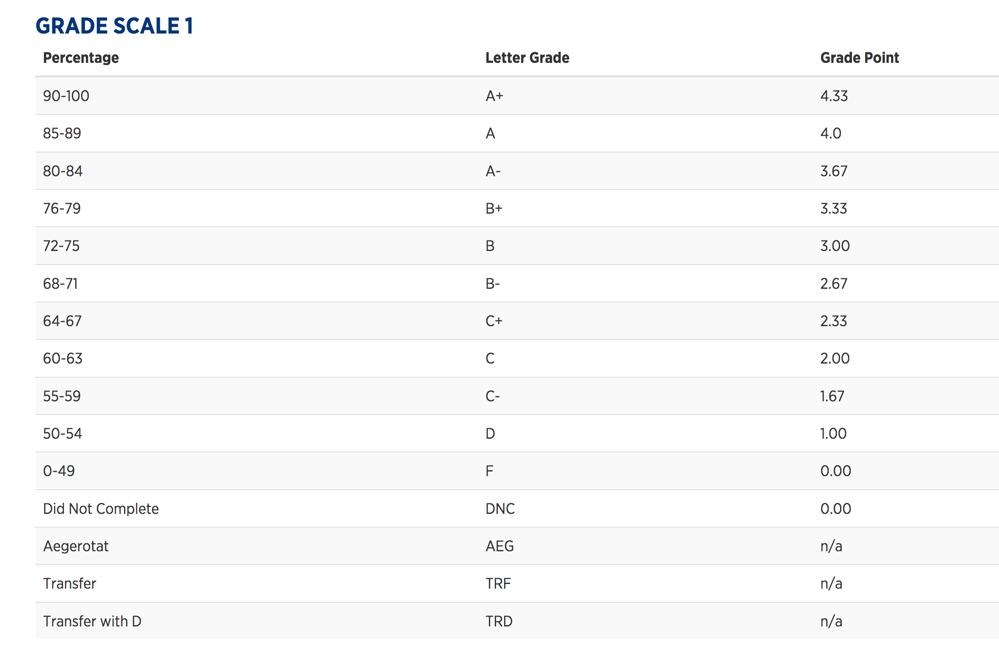 GRADE SCALE 1
Percentage Letter Grade Grade Point
90-100 A+ 4.33
85-89 A 4.0
80-84 A- 3.67
76-79 B+ 3.33
72-75 B 3.00
68-71 B- 2.67
64-67 C+ 2.33
60-63 C 2.00
55-59 C- 1.67
50-54 D 1.00
0-49 F 0.00
Did Not Complete DNC 0.00
Aegerotat AEG n/a
Transfer TRF n/a
Transfer with D TRD n/a